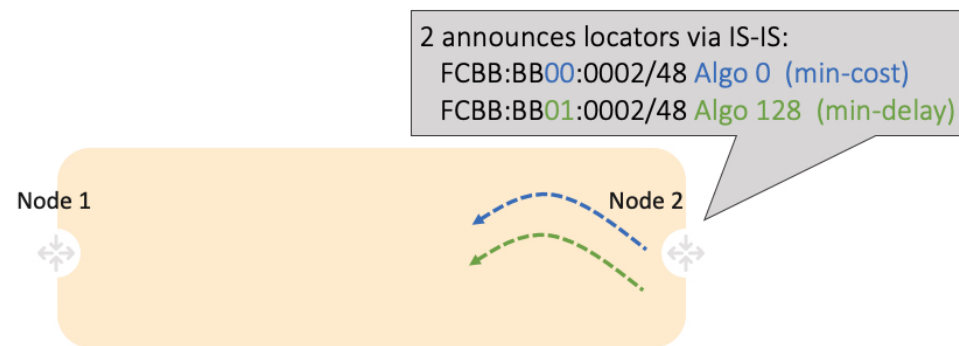 2 announces locators via IS-IS:
FCBB:BB00:0002/48 Algo 0 (min-cost)
FCBB:BB01:0002/48 Algo 128 (min-delay)
Node 1
Node 2